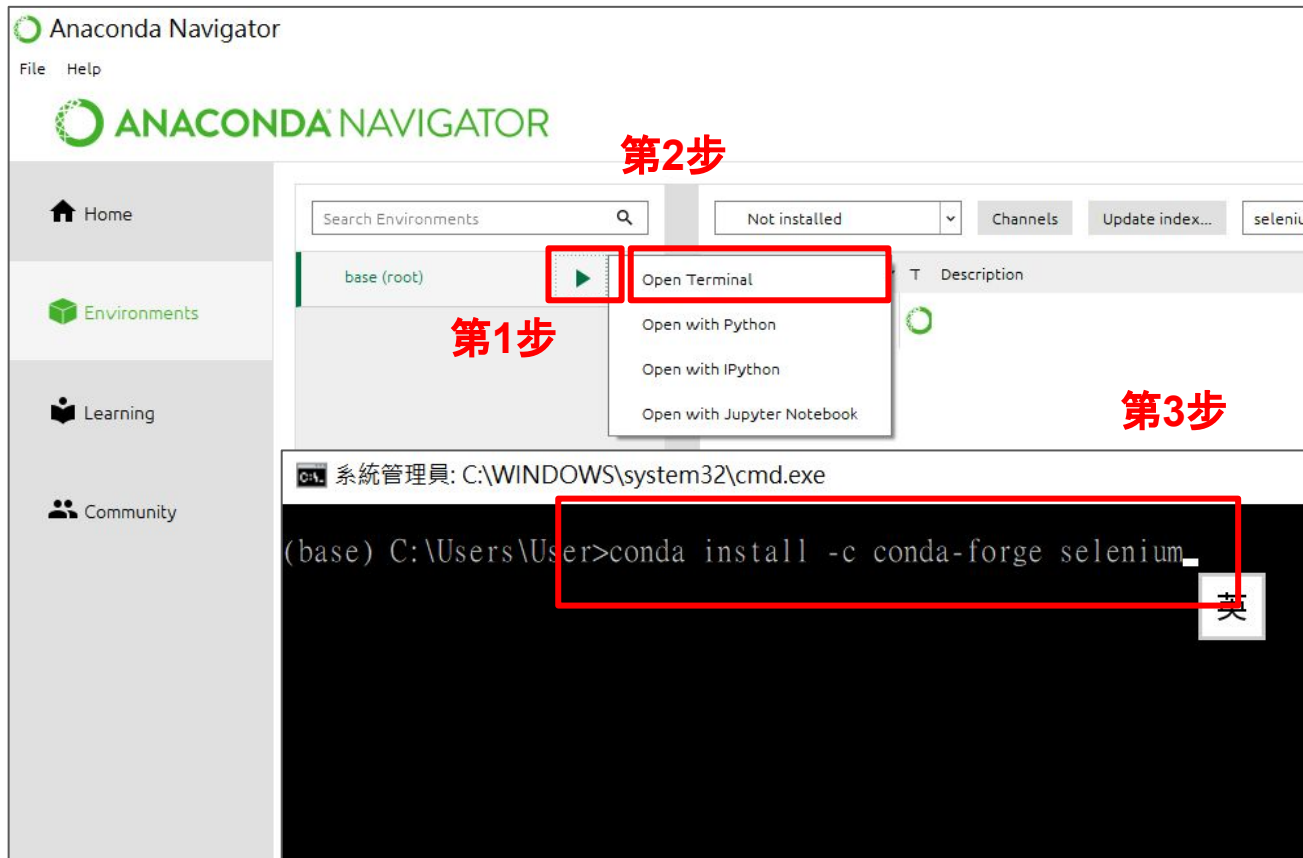 Anaconda Navigator
File Help
ANACONDA NAVIGATOR
第2步
Home
Search Environments
Not installed
Channels
Update index...
seleniu
base (root)
Open Terminal
T Description
Environments
第1步
Open with Python
Open with IPython
Learning
Open with Jupyter Notebook
第3步
系統管理員: C:\WINDOWS\system32\cmd.exe
Community
(base) C:\Users\User>conda install -c conda-forge selenium
英